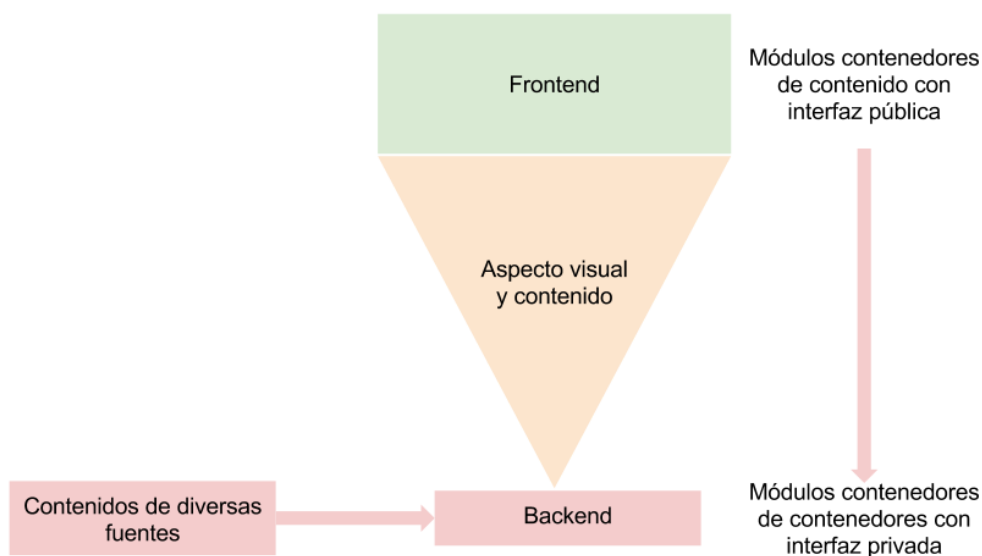 Frontend
Módulos contenedores
de contenido con
interfaz pública
Aspecto visual
y contenido
Contenidos de diversas
fuentes
Backend
Módulos contenedores
de contenedores con
interfaz privada